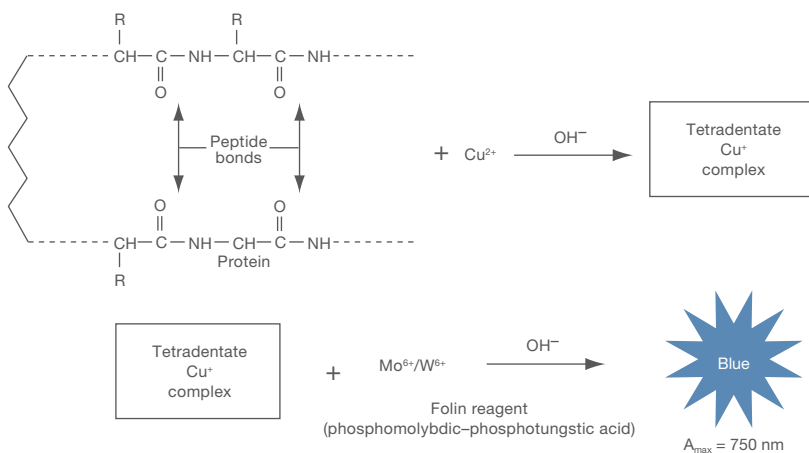 R R
CH—C—NH—CH—C—NH
O O
Peptide
bonds
+ Cu²⁺
OH⁻
Tetradentate
Cu⁺
complex
O O
CH—C—NH—CH—C—NH
R
Protein
Tetradentate
Cu⁺
complex
+
Mo⁶⁺/W⁶⁺
OH⁻
Blue
Folin reagent
(phosphomolybdic–phosphotungstic acid)
Amax = 750 nm